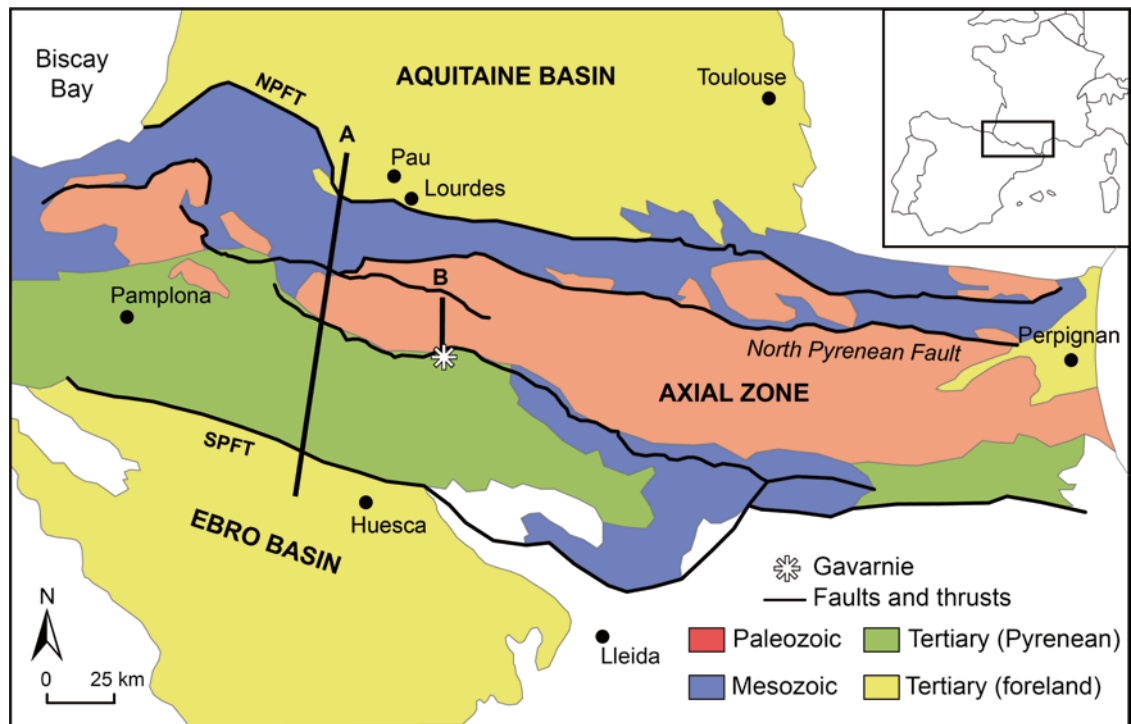 Biscay
Bay
AQUITAINE BASIN
Toulouse
NPFT
A
Pau
Lourdes
B
Pamplona
North Pyrenean Fault
Perpignan
AXIAL ZONE
SPFT
Huesca
EBRO BASIN
Gavarnie
Faults and thrusts
N
Lleida
Paleozoic
Tertiary (Pyrenean)
0 25 km
Mesozoic
Tertiary (foreland)